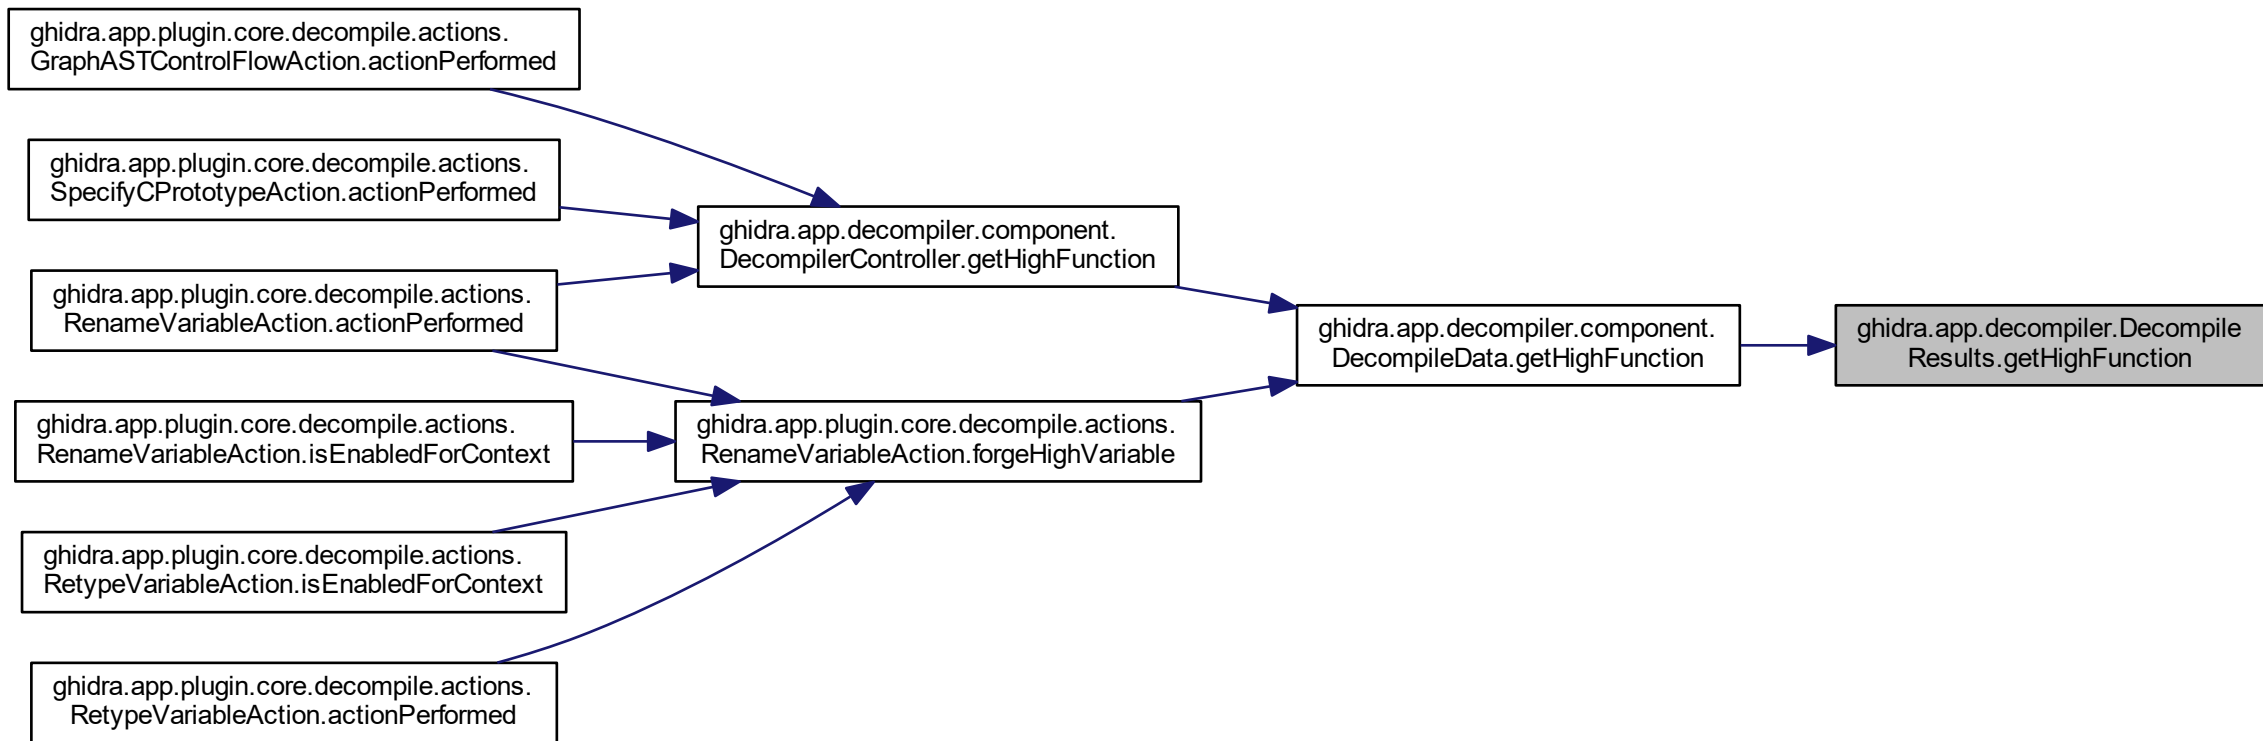 ghidra.app.plugin.core.decompile.actions.
GraphASTControlFlowAction.actionPerformed
ghidra.app.plugin.core.decompile.actions.
SpecifyCPrototypeAction.actionPerformed
ghidra.app.decompiler.component.
DecompilerController.getHighFunction
ghidra.app.plugin.core.decompile.actions.
RenameVariableAction.actionPerformed
ghidra.app.decompiler.component.
DecompileData.getHighFunction
ghidra.app.decompiler.Decompile
Results.getHighFunction
ghidra.app.plugin.core.decompile.actions.
RenameVariableAction.isEnabledForContext
ghidra.app.plugin.core.decompile.actions.
RenameVariableAction.forgeHighVariable
ghidra.app.plugin.core.decompile.actions.
RetypeVariableAction.isEnabledForContext
ghidra.app.plugin.core.decompile.actions.
RetypeVariableAction.actionPerformed